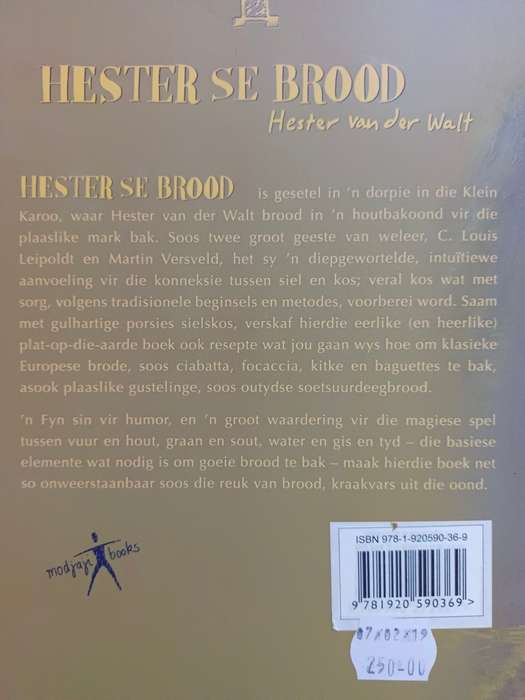 HESTER SE BROOD
Hester van der Walt
HESTER SE BROOD is gesetel in 'n dorpie in die Klein
Karoo, waar Hester van der Walt brood in 'n houtbakoond vir die
plaaslike mark bak. Soos twee groot geeste van weleer, C. Louis
Leipoldt en Martin Versveld, het sy 'n diepgewortelde, intuïtiewe
aanvoeling vir die konneksie tussen siel en kos; veral kos wat met
sorg, volgens tradisionele beginsels en metodes, voorberei word. Saam
met gulhartige porsies sielskos, verskaf hierdie eerlike (en heerlike)
plat-op-die-aarde boek ook resepte wat jou gaan wys hoe om klasieke
Europese brode, soos ciabatta, focaccia, kitke en baguettes te bak,
asook plaaslike gustelinge, soos outydse soetsuurdeegbrood.
'n Fyn sin vir humor, en 'n groot waardering vir die magiese spel
tussen vuur en hout, graan en sout, water en gis en tyd – die basiese
elemente wat nodig is om goeie brood te bak – maak hierdie boek net
so onweerstaanbaar soos die reuk van brood, kraakvars uit die oond.
modjaji books
ISBN 978-1-920590-36-9
9 781920 590369 >
07/02X19
250-00